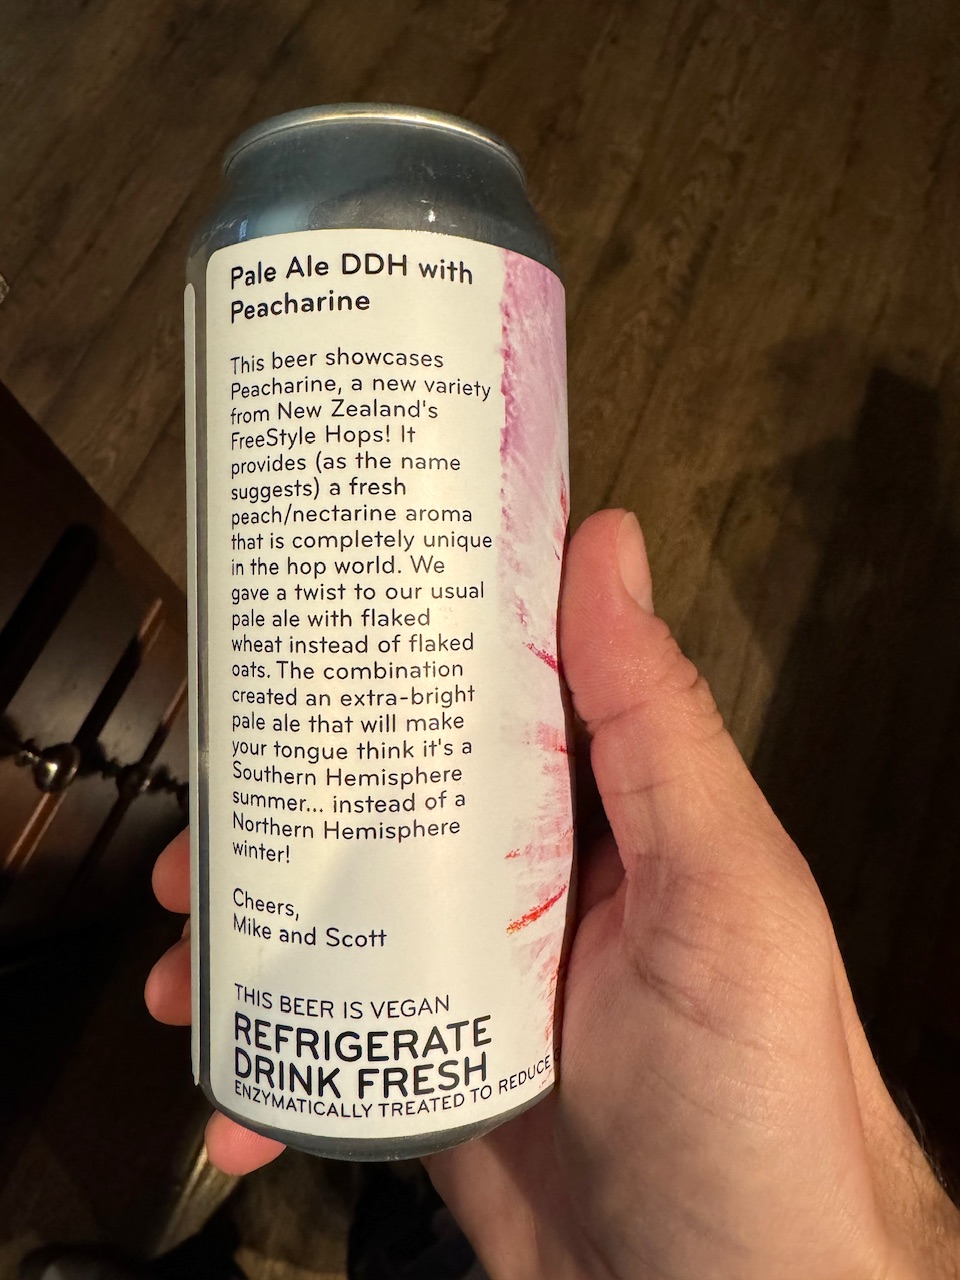 Pale Ale DDH with
Peacharine
This beer showcases
Peacharine, a new variety
from New Zealand's
FreeStyle Hops! It
provides (as the name
suggests) a fresh
peach/nectarine aroma
that is completely unique
in the hop world. We
gave a twist to our usual
pale ale with flaked
wheat instead of flaked
oats. The combination
created an extra-bright
pale ale that will make
your tongue think it's a
Southern Hemisphere
summer... instead of a
Northern Hemisphere
winter!
Cheers,
Mike and Scott
THIS BEER IS VEGAN
REFRIGERATE
DRINK FRESH
ENZYMATICALLY TREATED TO REDUCE